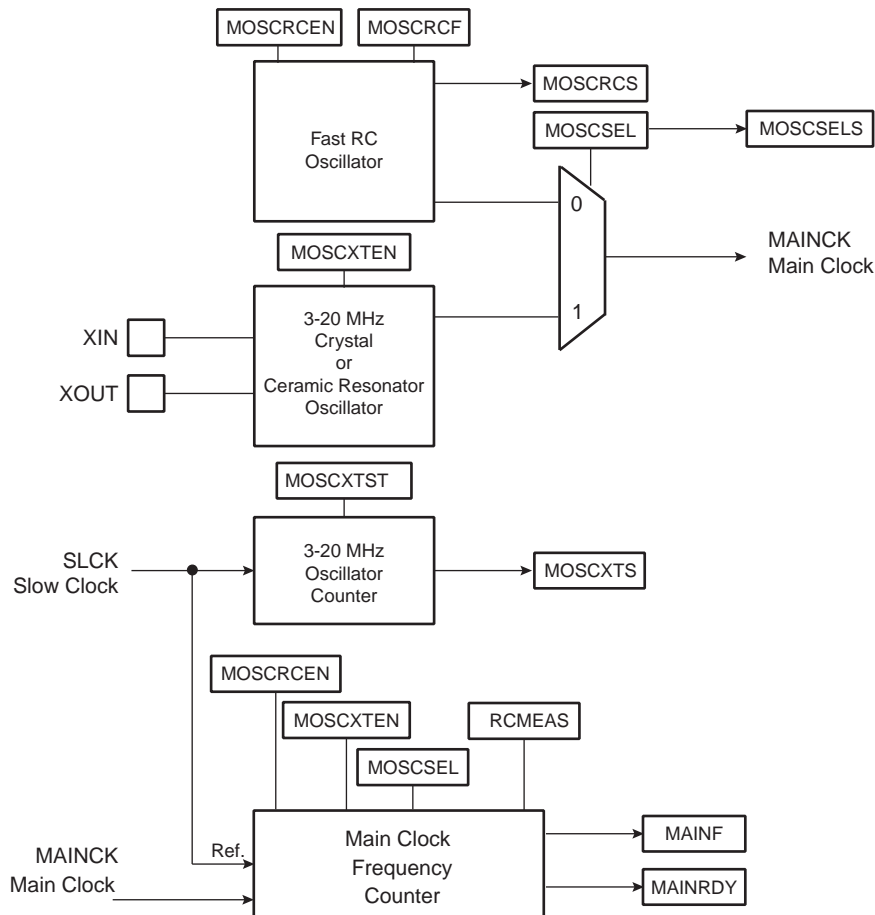 MOSCRCEN
MOSCRCF
MOSCRCS
Fast RC
Oscillator
MOSCSEL
MOSCSELS
0
MAINCK
Main Clock
MOSCXTEN
3-20 MHz
Crystal
or
Ceramic Resonator
Oscillator
1
XIN
XOUT
MOSCXTST
3-20 MHz
Oscillator
Counter
SLCK
Slow Clock
MOSCXTS
MOSCRCEN
MOSCXTEN
RCMEAS
MOSCSEL
Main Clock
Frequency
Counter
MAINF
Ref.
MAINCK
Main Clock
MAINRDY